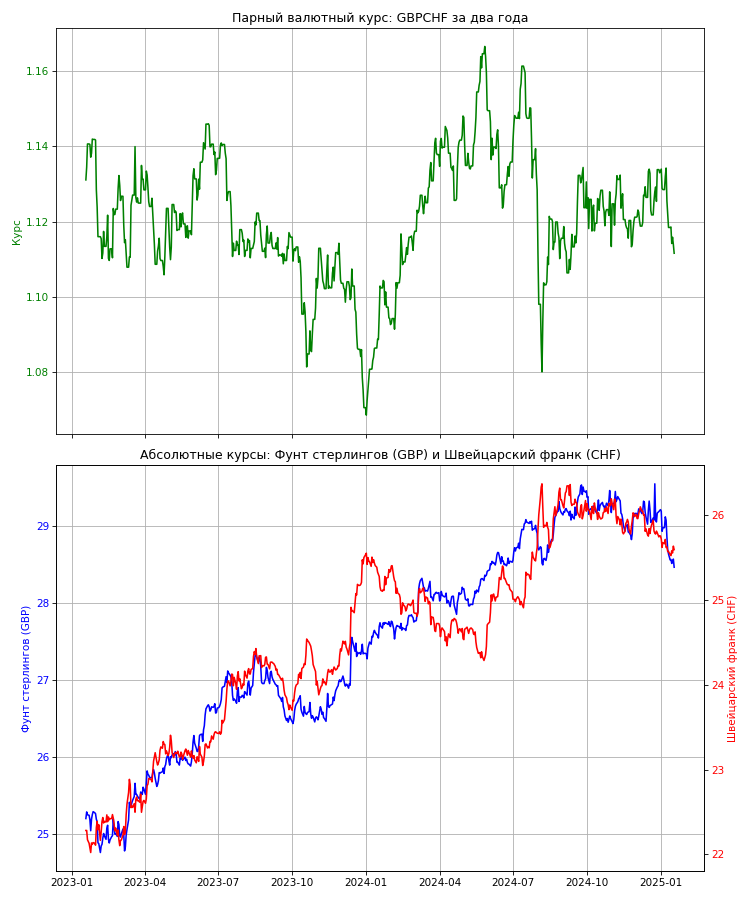 Парный валютный курс: GBPCHF за два года
1.16
1.14
1.12
1.10
1.08
Курс
Абсолютные курсы: Фунт стерлингов (GBP) и Швейцарский франк (CHF)
29
28
27
26
25
Фунт стерлингов (GBP)
26
25
24
23
22
Швейцарский франк (CHF)
2023-01 2023-04 2023-07 2023-10 2024-01 2024-04 2024-07 2024-10 2025-01